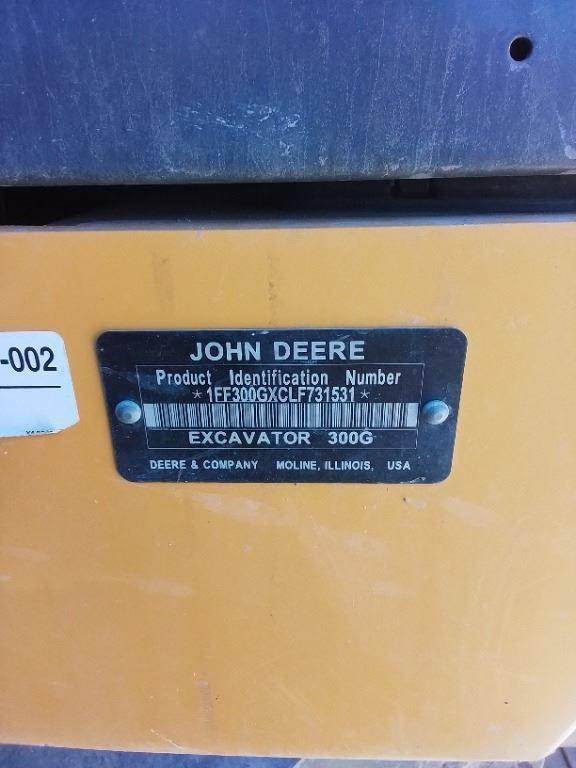 -002
JOHN DEERE
Product Identification Number
*1FF300GXCLF731531*
EXCAVATOR 300G
DEERE & COMPANY MOLINE, ILLINOIS, USA